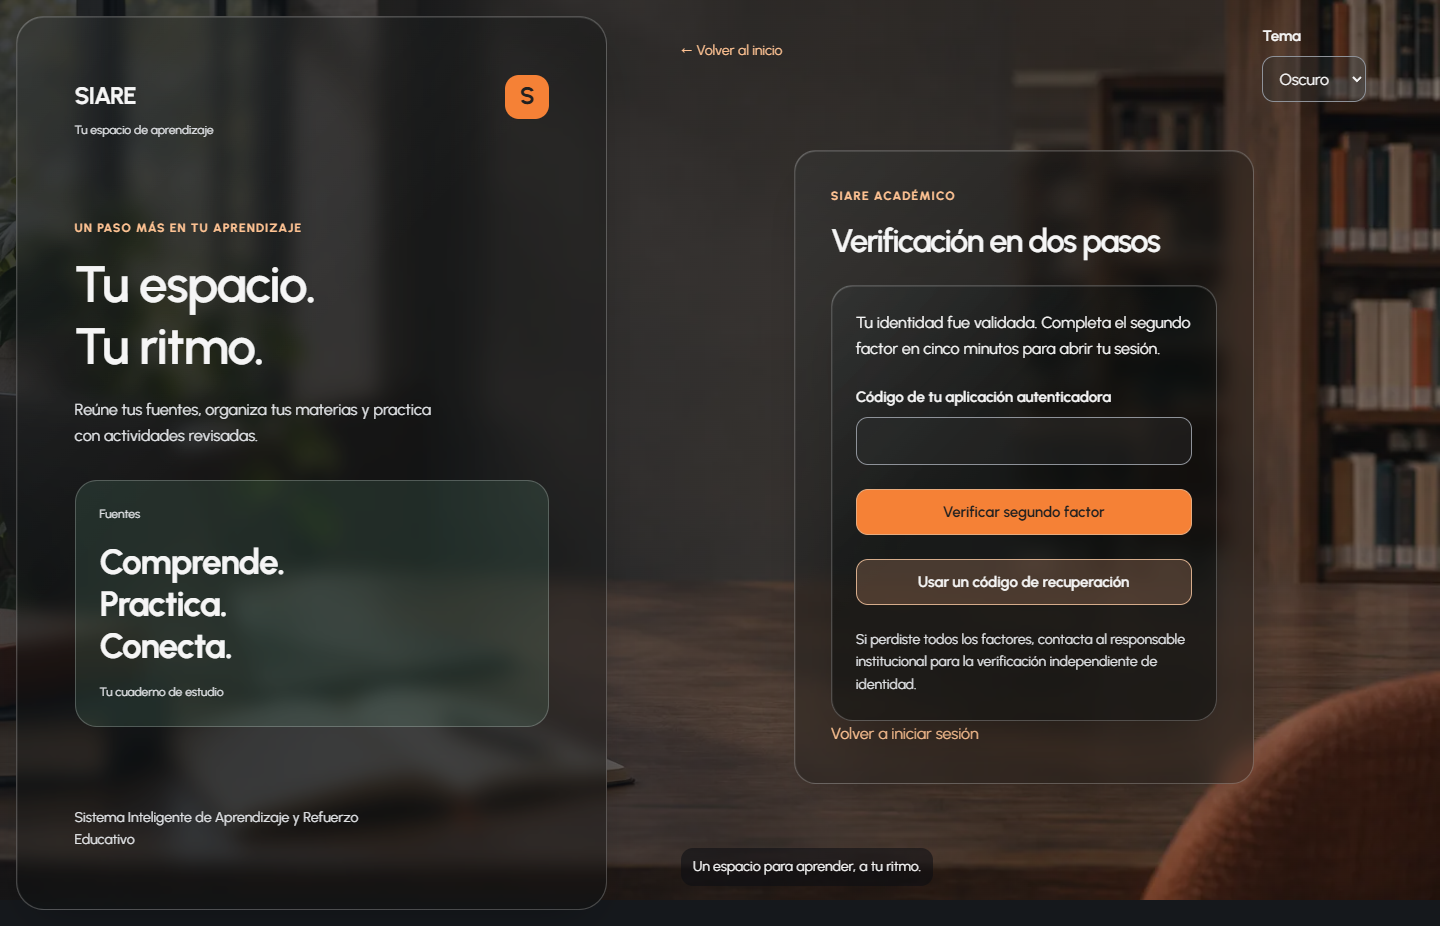 SIARE
S
Tu espacio de aprendizaje
UN PASO MÁS EN TU APRENDIZAJE
Tu espacio.
Tu ritmo.
Reúne tus fuentes, organiza tus materias y practica
con actividades revisadas.
Fuentes
Comprende.
Practica.
Conecta.
Tu cuaderno de estudio
Sistema Inteligente de Aprendizaje y Refuerzo
Educativo
← Volver al inicio
Tema
Oscuro
SIARE ACADÉMICO
Verificación en dos pasos
Tu identidad fue validada. Completa el segundo
factor en cinco minutos para abrir tu sesión.
Código de tu aplicación autenticadora
Verificar segundo factor
Usar un código de recuperación
Si perdiste todos los factores, contacta al responsable
institucional para la verificación independiente de
identidad.
Volver a iniciar sesión
Un espacio para aprender, a tu ritmo.